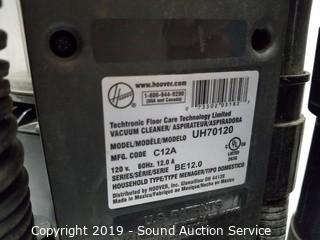 Hoover
www.hoover.com
1-800-944-9200
(USA and Canada)
Techtronic Floor Care Technology Limited
VACUUM CLEANER/ ASPIRATEUR/ASPIRADORA
MODEL/MODÈLE/MODELO UH70120
MFG. CODE C12A
120 v. 60Hz. 12.0 A
SERIES/SÉRIE/SERIE BE12.0
HOUSEHOLD TYPE/TYPE MENAGER/TIPO DOMESTICO
Distributed by HOOVER, Inc. Glenwillow OH 44139
Made in Mexico/Fabriqué au Mexique/Hecho en Mexico
Copyright 2019 - Sound Auction Service